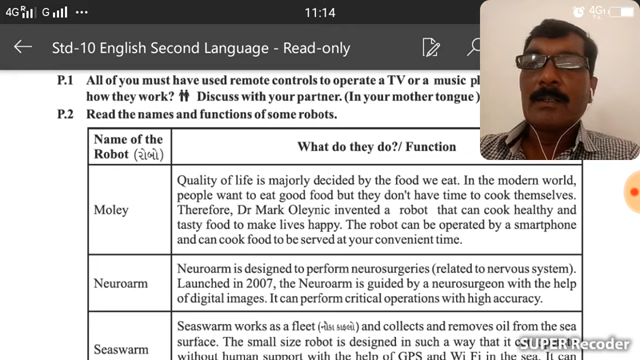 4G R G ... 11:14 4G
Std-10 English Second Language - Read-only
P.1 All of you must have used remote controls to operate a TV or a music
how they work? Discuss with your partner. (In your mother tongue)
P.2 Read the names and functions of some robots.
Name of the
Robot (રોબો)
What do they do?/ Function
Moley
Quality of life is majorly decided by the food we eat. In the modern world,
people want to eat good food but they don't have time to cook themselves.
Therefore, Dr Mark Oleynic invented a robot that can cook healthy and
tasty food to make lives happy. The robot can be operated by a smartphone
and can cook food to be served at your convenient time.
Neuroarm
Neuroarm is designed to perform neurosurgeries (related to nervous system).
Launched in 2007, the Neuroarm is guided by a neurosurgeon with the help
of digital images. It can perform critical operations with high accuracy.
Seaswarm
Seaswarm works as a fleet (નૌકા કાફલો) and collects and removes oil from the sea
surface. The small size robot is designed in such a way that it
without human support with the help of GPS and Wi Fi in the sea. It can
SUPER Recorder